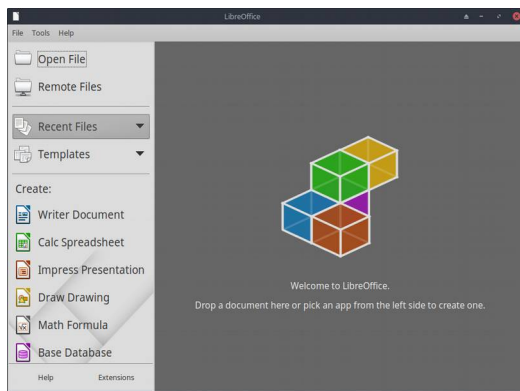 LibreOffice
File Tools Help
Open File
Remote Files
Recent Files
Templates
Create:
Writer Document
Calc Spreadsheet
Impress Presentation
Draw Drawing
Math Formula
Base Database
Help Extensions
Welcome to LibreOffice.
Drop a document here or pick an app from the left side to create one.